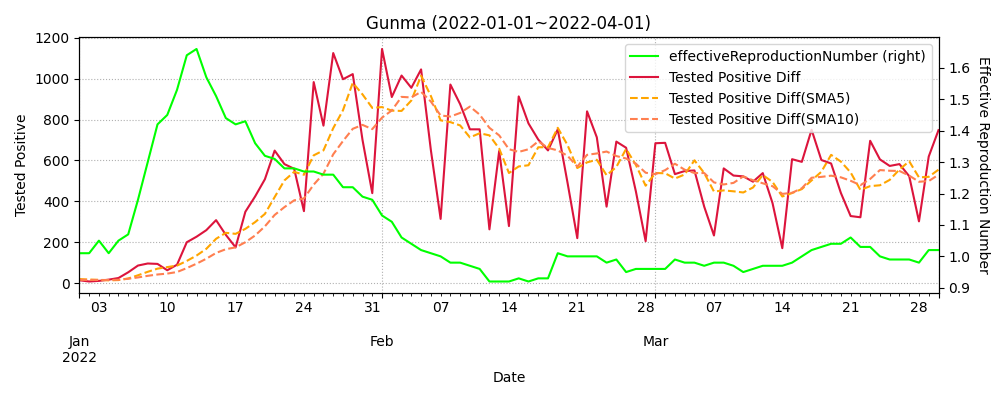 Gunma (2022-01-01~2022-04-01)
effectiveReproductionNumber (right)
Tested Positive Diff
Tested Positive Diff(SMA5)
Tested Positive Diff(SMA10)
Tested Positive
1200
1000
800
600
400
200
0
Effective Reproduction Number
1.6
1.5
1.4
1.3
1.2
1.1
1.0
0.9
03 10 17 24 31 07 14 21 28 07 14 21 28
Jan Feb Mar
2022
Date